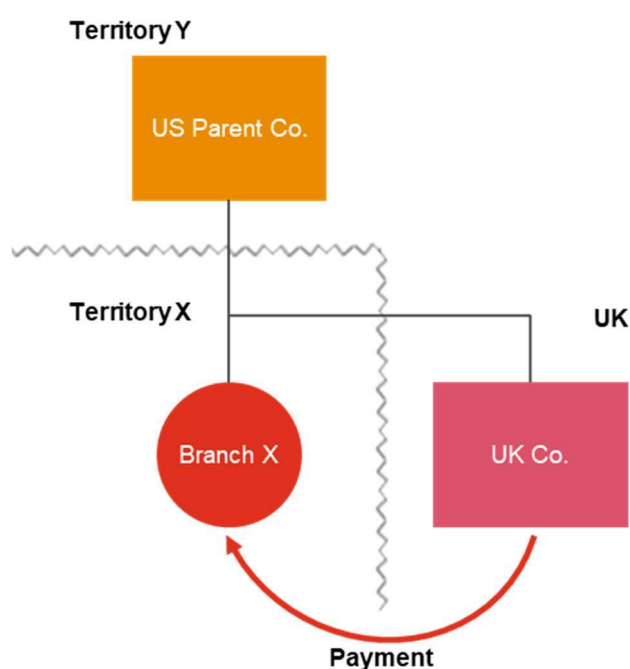 Territory Y
US Parent Co.
Territory X
UK
Branch X
UK Co.
Payment